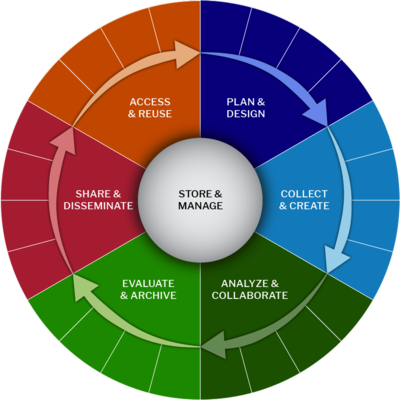 ACCESS
& REUSE
PLAN &
DESIGN
SHARE &
DISSEMINATE
STORE &
MANAGE
COLLECT
& CREATE
EVALUATE
& ARCHIVE
ANALYZE &
COLLABORATE